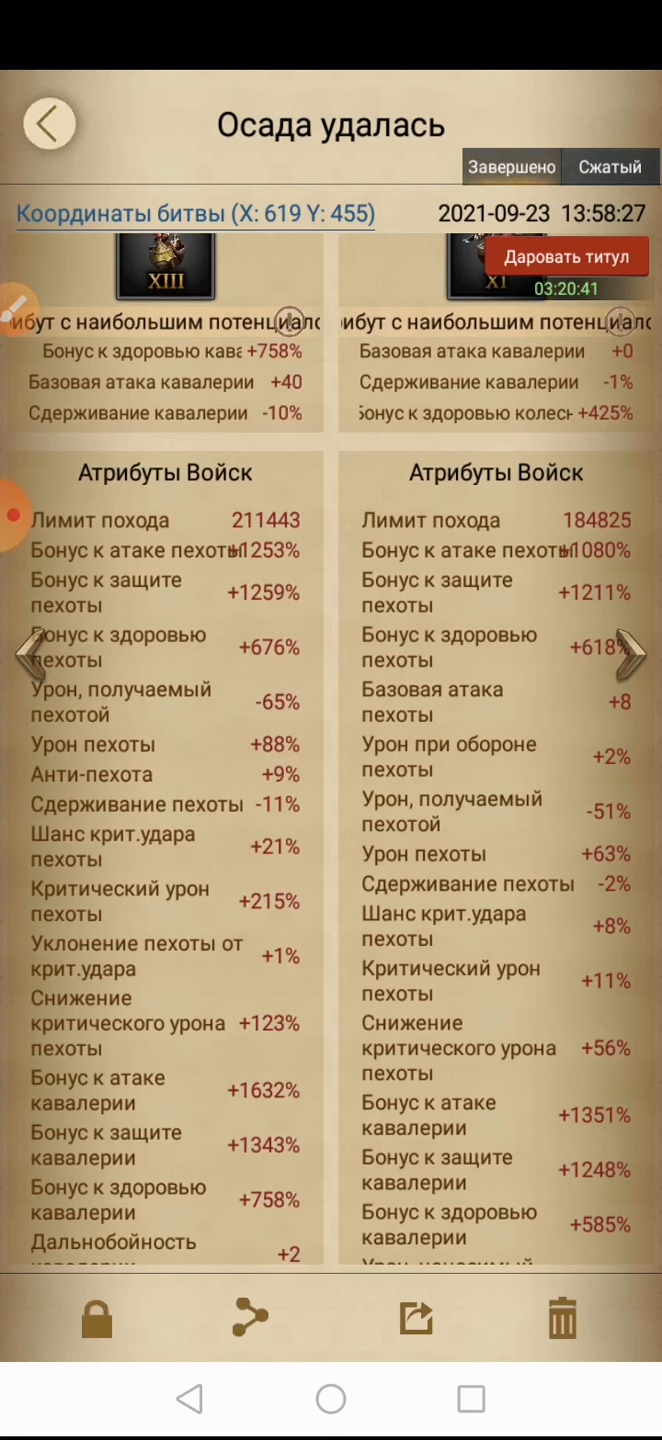 Осада удалась
Завершено Сжатый
Координаты битвы (X: 619 Y: 455) 2021-09-23 13:58:27
XIII
Даровать титул
03:20:41
ибут с наибольшим потенциало
Бонус к здоровью кава +758%
Базовая атака кавалерии +40
Сдерживание кавалерии -10%
XI
ибут с наибольшим потенциало
Базовая атака кавалерии +0
Сдерживание кавалерии -1%
Бонус к здоровью колесн +425%
Атрибуты Войск
Лимит похода 211443
Бонус к атаке пехоты +1253%
Бонус к защите
пехоты +1259%
Бонус к здоровью
пехоты +676%
Урон, получаемый
пехотой -65%
Урон пехоты +88%
Анти-пехота +9%
Сдерживание пехоты -11%
Шанс крит.удара
пехоты +21%
Критический урон
пехоты +215%
Уклонение пехоты от
крит.удара +1%
Снижение
критического урона +123%
пехоты
Бонус к атаке
кавалерии +1632%
Бонус к защите
кавалерии +1343%
Бонус к здоровью
кавалерии +758%
Дальнобойность
кавалерии +2
Атрибуты Войск
Лимит похода 184825
Бонус к атаке пехоты +1080%
Бонус к защите
пехоты +1211%
Бонус к здоровью
пехоты +618%
Базовая атака
пехоты +8
Урон при обороне
пехоты +2%
Урон, получаемый
пехотой -51%
Урон пехоты +63%
Сдерживание пехоты -2%
Шанс крит.удара
пехоты +8%
Критический урон
пехоты +11%
Снижение
критического урона +56%
пехоты
Бонус к атаке
кавалерии +1351%
Бонус к защите
кавалерии +1248%
Бонус к здоровью
кавалерии +585%